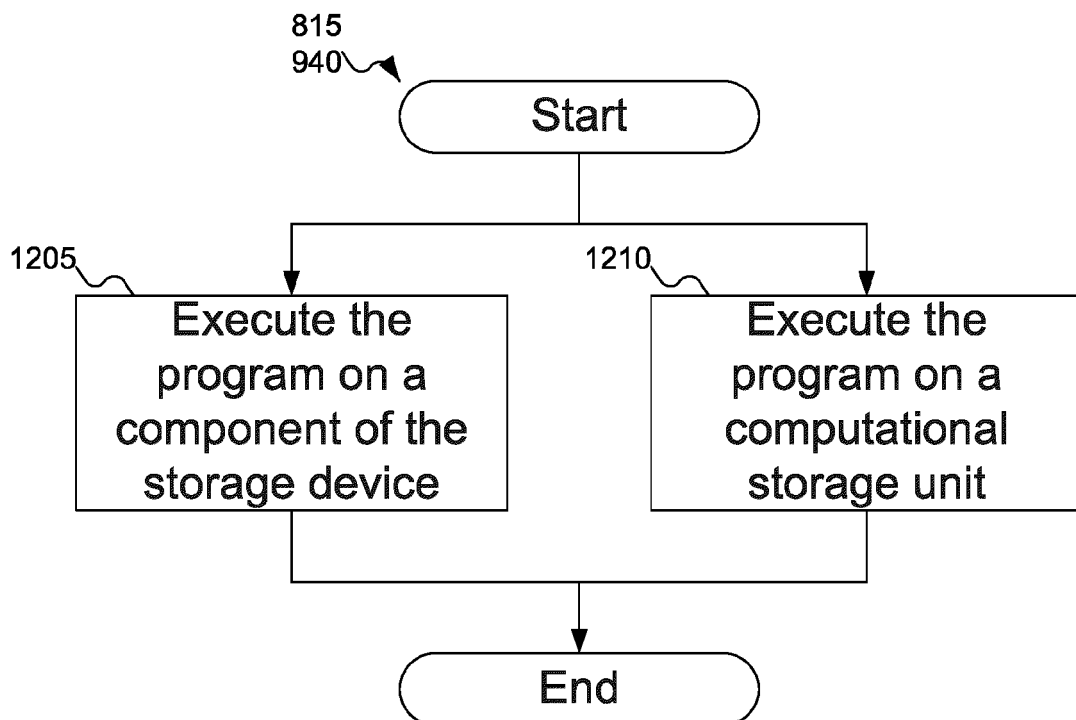 815
940
Start
1205
Execute the
program on a
component of the
storage device
1210
Execute the
program on a
computational
storage unit
End